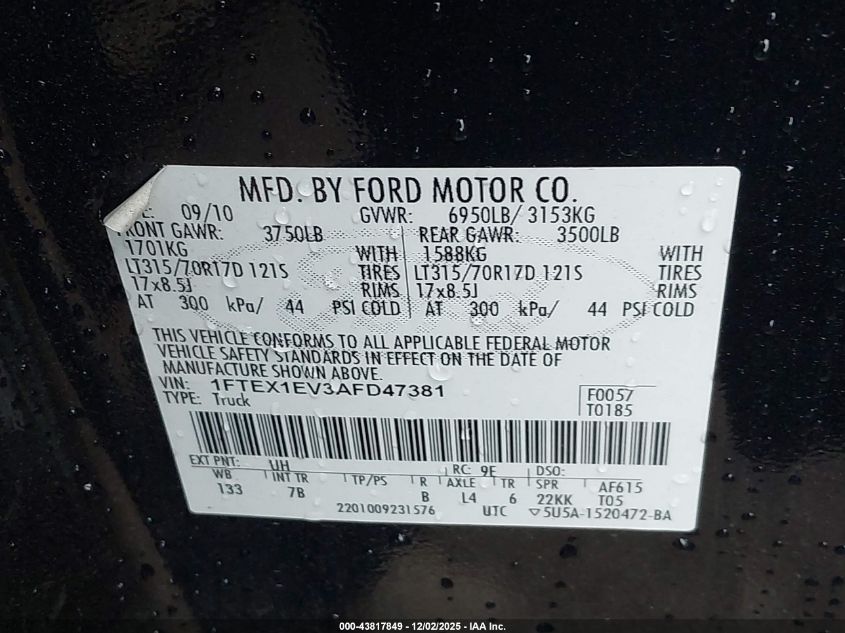 MFD. BY FORD MOTOR CO.
09/10 GVWR: 6950LB/ 3153KG
RONT GAWR: 3750LB REAR GAWR: 3500LB
1701KG WITH 1588KG WITH
LT315/70R17D 121S TIRES LT315/70R17D 121S TIRES
17x8.5J RIMS 17x8.5J RIMS
AT 300 kPa/ 44 PSI COLD AT 300 kPa/ 44 PSI COLD
THIS VEHICLE CONFORMS TO ALL APPLICABLE FEDERAL MOTOR
VEHICLE SAFETY STANDARDS IN EFFECT ON THE DATE OF
MANUFACTURE SHOWN ABOVE.
VIN: 1FTEX1EV3AFD47381 F0057
TYPE: Truck T0185
EXT PNT: UH RC: 9E DSO:
WB INT TR TP/PS R AXLE TR SPR AF615
133 7B B L4 6 22KK T05
2201009231576 UTC ▽5U5A-1520472-BA
000-43817849 - 12/02/2025 - IAA Inc.